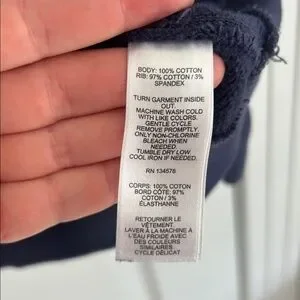 BODY: 100% COTTON
RIB: 97% COTTON / 3%
SPANDEX
TURN GARMENT INSIDE
OUT.
MACHINE WASH COLD
WITH LIKE COLORS.
GENTLE CYCLE
REMOVE PROMPTLY.
ONLY NON-CHLORINE
BLEACH WHEN
NEEDED.
TUMBLE DRY LOW.
COOL IRON IF NEEDED.
RN 134576
CORPS: 100% COTON
BORD CÔTE: 97%
COTON / 3%
ÉLASTHANNE
RETOURNER LE
VÊTEMENT.
LAVER À LA MACHINE À
L'EAU FROIDE AVEC
DES COULEURS
SIMILAIRES
CYCLE DÉLICAT